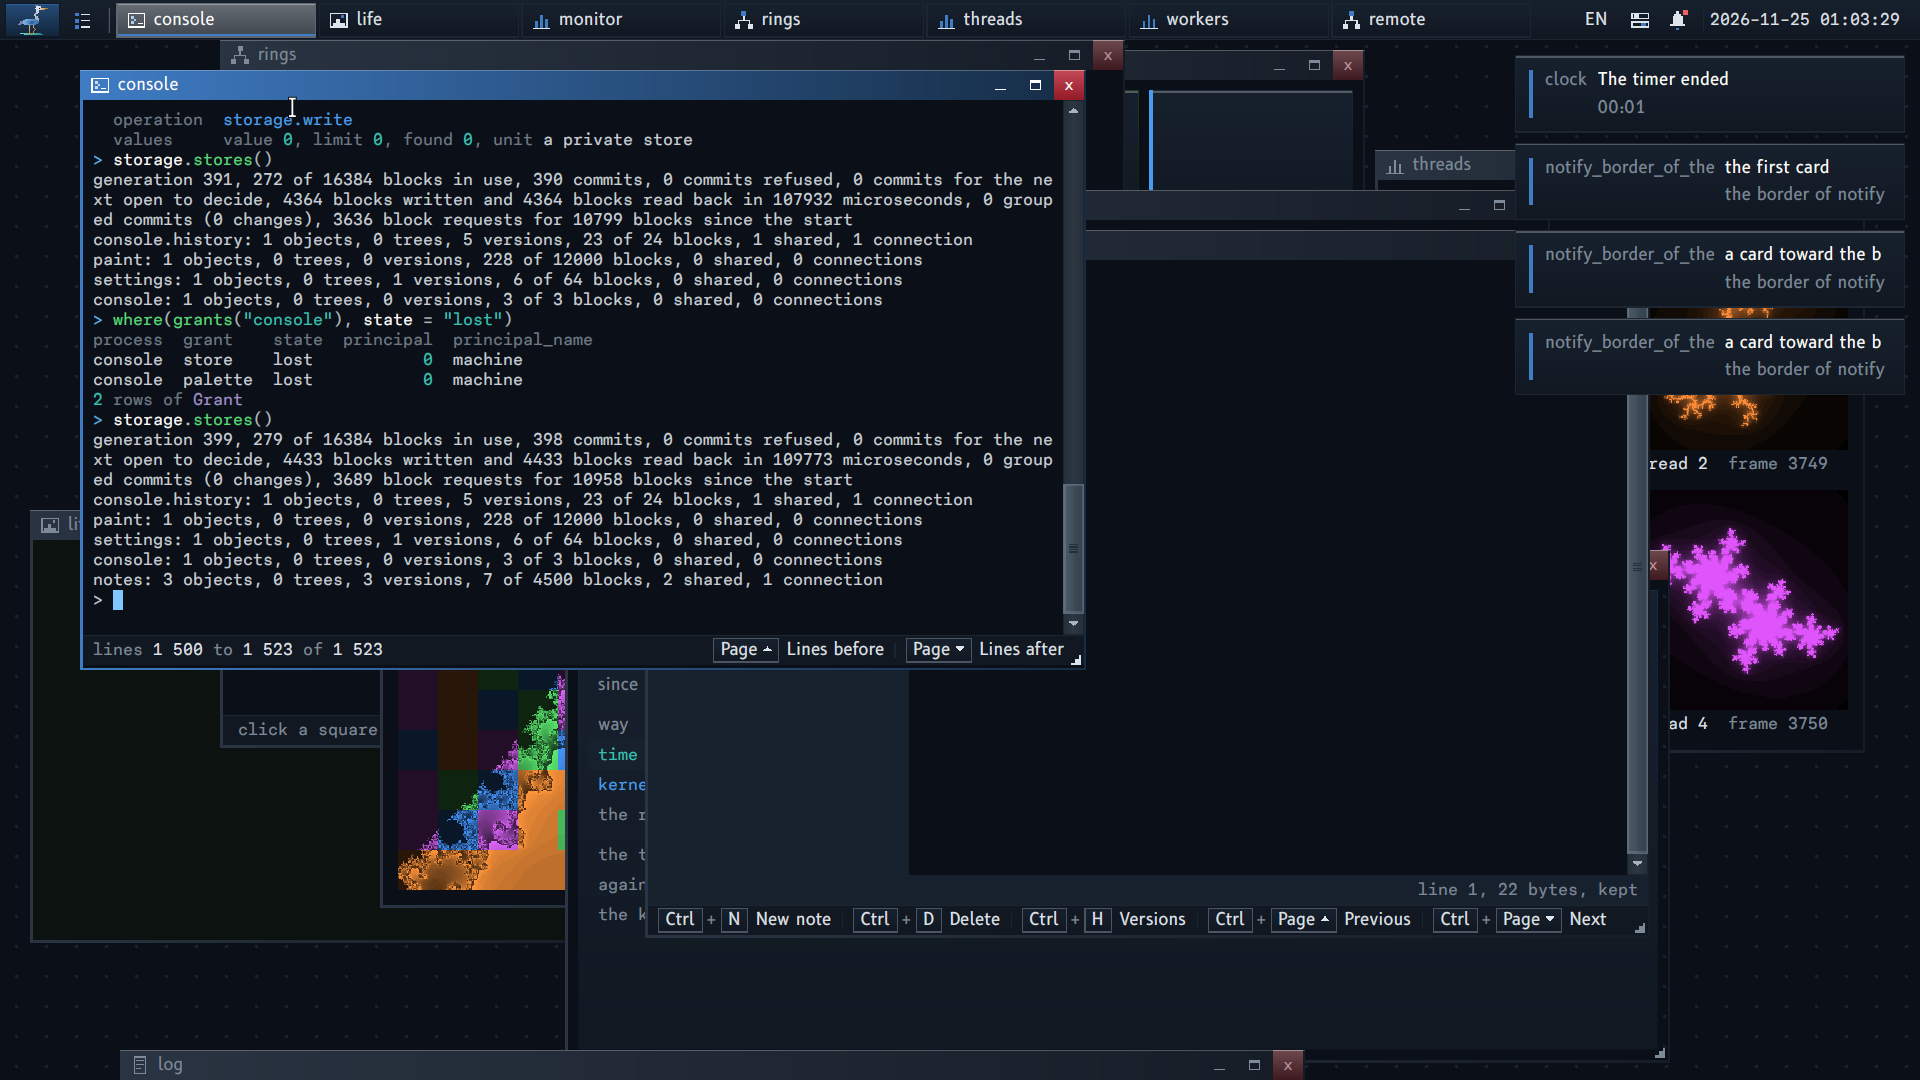 console
life
monitor
rings
threads
workers
remote
EN
2026-11-25 01:03:29
rings
console
operation storage.write
values value 0, limit 0, found 0, unit a private store
> storage.stores()
generation 391, 272 of 16384 blocks in use, 390 commits, 0 commits refused, 0 commits for the ne
xt open to decide, 4364 blocks written and 4364 blocks read back in 107932 microseconds, 0 group
ed commits (0 changes), 3636 block requests for 10799 blocks since the start
console.history: 1 objects, 0 trees, 5 versions, 23 of 24 blocks, 1 shared, 1 connection
paint: 1 objects, 0 trees, 0 versions, 228 of 12000 blocks, 0 shared, 0 connections
settings: 1 objects, 0 trees, 1 versions, 6 of 64 blocks, 0 shared, 0 connections
console: 1 objects, 0 trees, 0 versions, 3 of 3 blocks, 0 shared, 0 connections
> where(grants("console"), state = "lost")
process grant state principal principal_name
console store lost 0 machine
console palette lost 0 machine
2 rows of Grant
> storage.stores()
generation 399, 279 of 16384 blocks in use, 398 commits, 0 commits refused, 0 commits for the ne
xt open to decide, 4433 blocks written and 4433 blocks read back in 109773 microseconds, 0 group
ed commits (0 changes), 3689 block requests for 10958 blocks since the start
console.history: 1 objects, 0 trees, 5 versions, 23 of 24 blocks, 1 shared, 1 connection
paint: 1 objects, 0 trees, 0 versions, 228 of 12000 blocks, 0 shared, 0 connections
settings: 1 objects, 0 trees, 1 versions, 6 of 64 blocks, 0 shared, 0 connections
console: 1 objects, 0 trees, 0 versions, 3 of 3 blocks, 0 shared, 0 connections
notes: 3 objects, 0 trees, 3 versions, 7 of 4500 blocks, 2 shared, 1 connection
>
lines 1 500 to 1 523 of 1 523
Page Lines before
Page Lines after
threads
clock The timer ended
00:01
notify_border_of_the the first card
the border of notify
notify_border_of_the a card toward the b
the border of notify
notify_border_of_the a card toward the b
the border of notify
read 2 frame 3749
ad 4 frame 3750
li
click a square
since
way
time
kerne
the r
the t
again
the k
line 1, 22 bytes, kept
Ctrl + N New note
Ctrl + D Delete
Ctrl + H Versions
Ctrl + Page Previous
Ctrl + Page Next
log